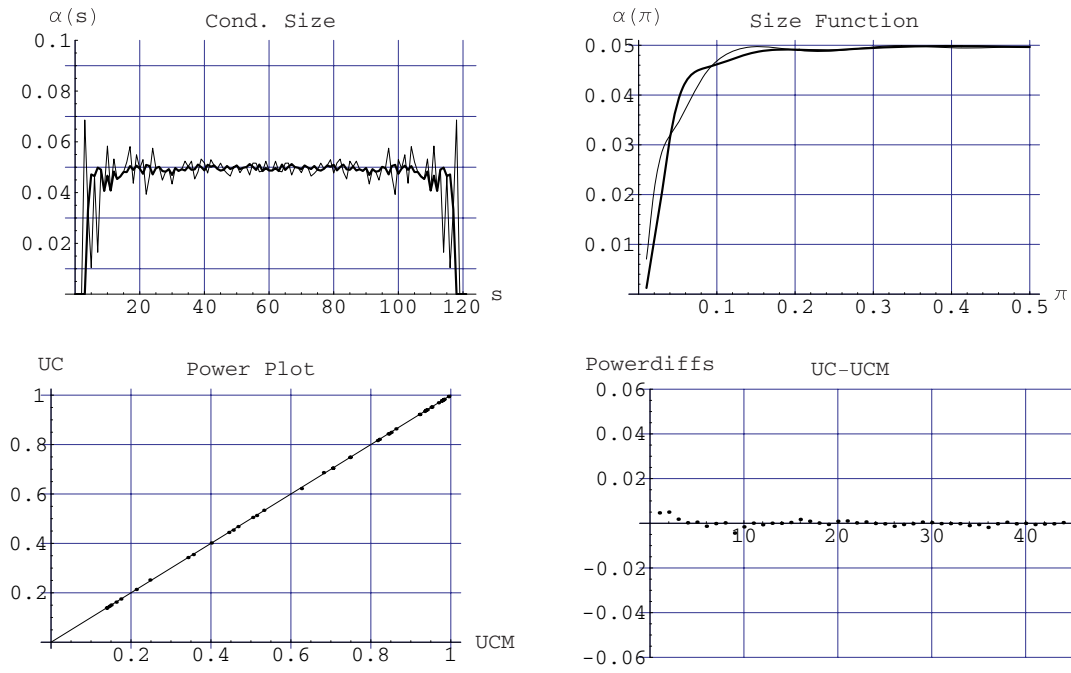 α(s)
Cond. Size
0.1
0.08
0.06
0.04
0.02
20 40 60 80 100 120 s
α(π)
Size Function
0.05
0.04
0.03
0.02
0.01
0.1 0.2 0.3 0.4 0.5 π
UC
Power Plot
1
0.8
0.6
0.4
0.2
0.2 0.4 0.6 0.8 1 UCM
Powerdiffs
UC-UCM
0.06
0.04
0.02
10 20 30 40
-0.02
-0.04
-0.06